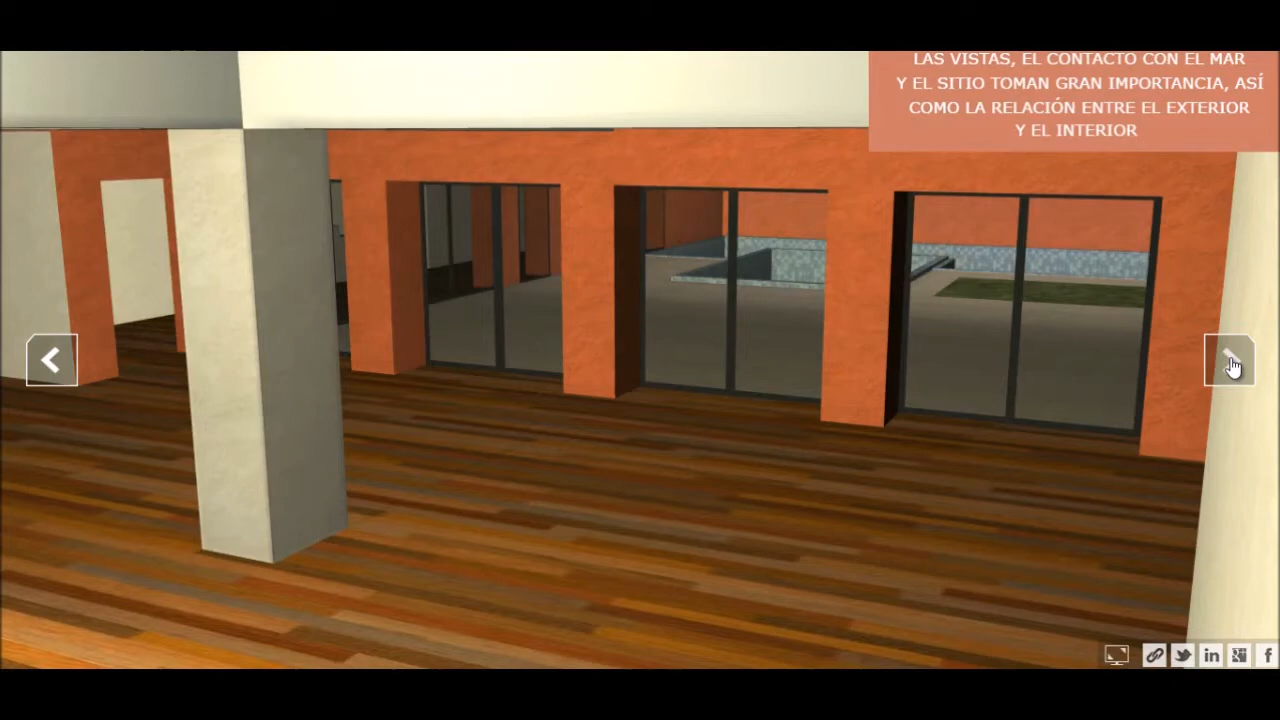 LAS VISTAS, EL CONTACTO CON EL MAR
Y EL SITIO TOMAN GRAN IMPORTANCIA, ASÍ
COMO LA RELACIÓN ENTRE EL EXTERIOR
Y EL INTERIOR